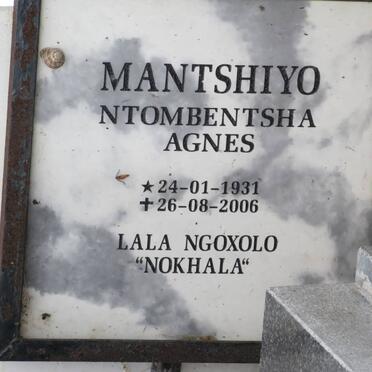 MANTSHIYO
NTOMBENTSHA
AGNES
★24-01-1931
✝26-08-2006
LALA NGOXOLO
"NOKHALA"